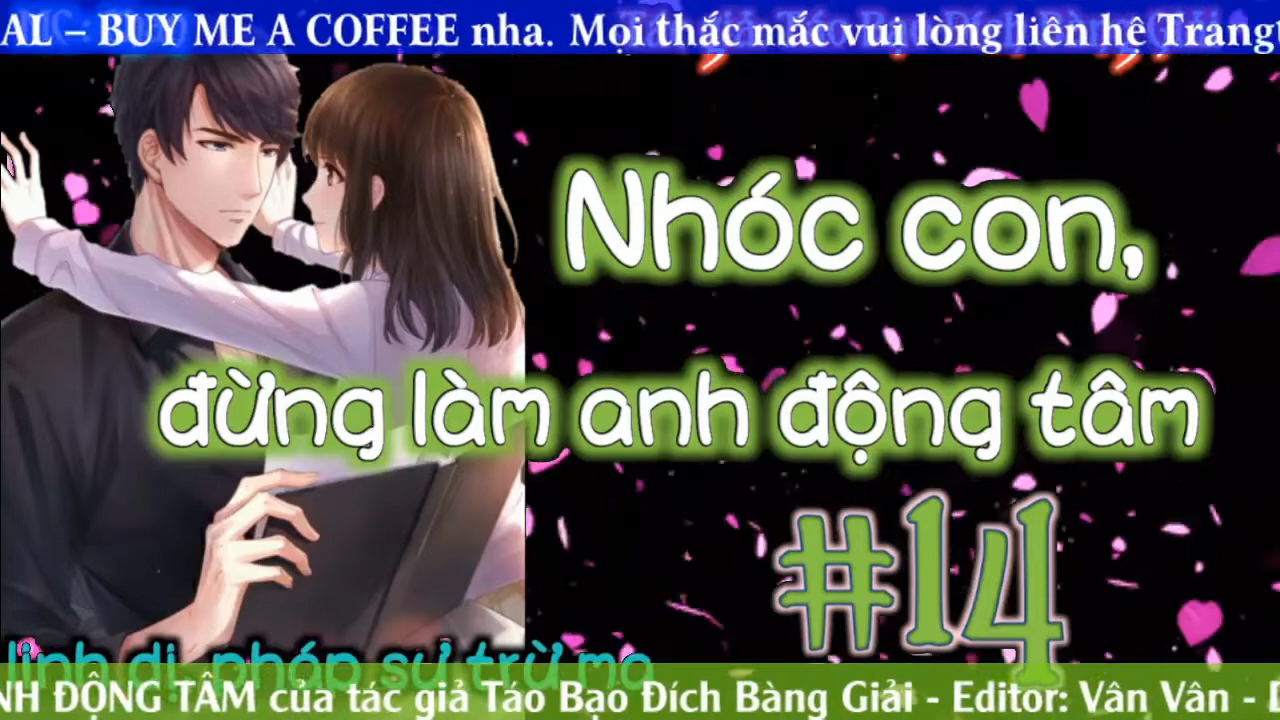 AL – BUY ME A COFFEE nha. Mọi thắc mắc vui lòng liên hệ Trang
Nhóc con,
đừng làm anh động tâm
#14
linh dị, pháp sư trừ ma
NH ĐỘNG TÂM của tác giả Táo Bạo Đích Bàng Giải - Editor: Vân Vân -